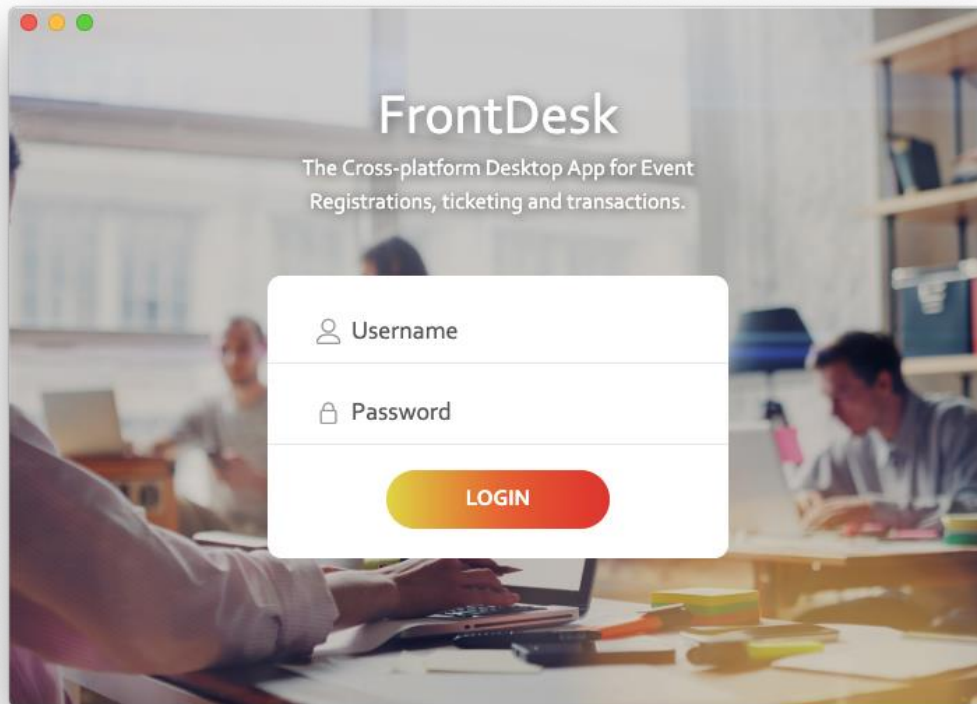 FrontDesk
The Cross-platform Desktop App for Event
Registrations, ticketing and transactions.
Username
Password
LOGIN